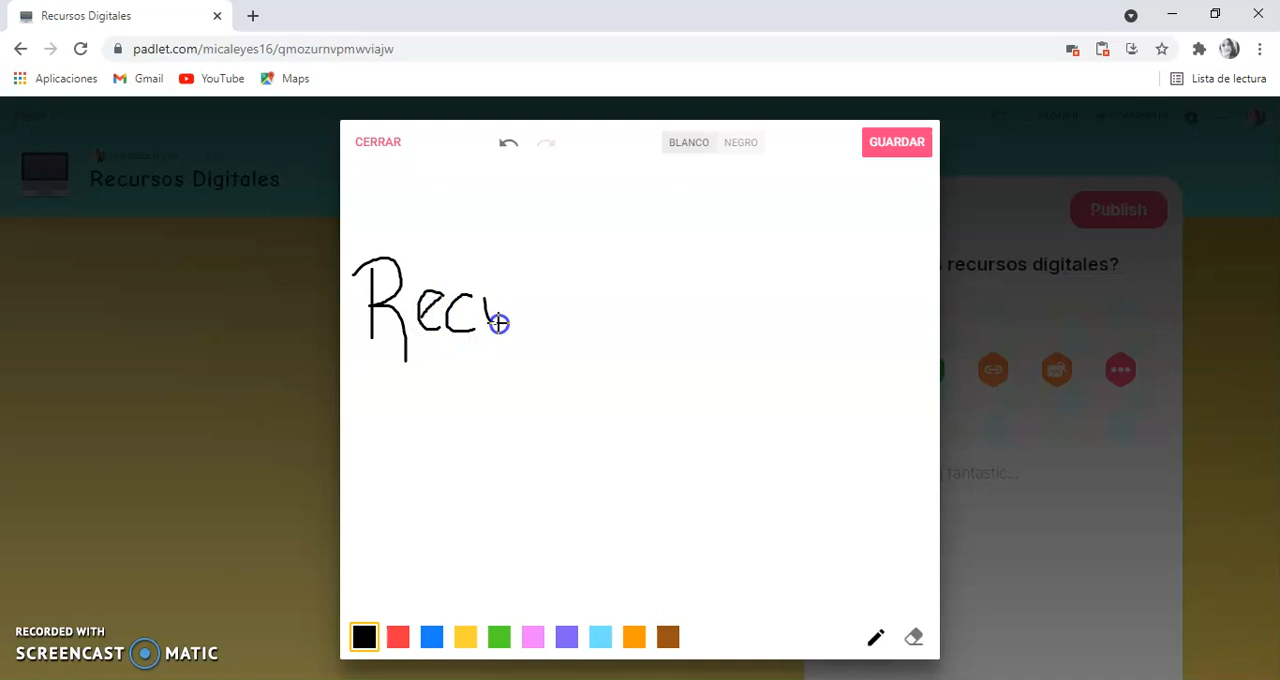 Recursos Digitales
padlet.com/micaleyes16/qmozurnvpmwviajw
Aplicaciones Gmail YouTube Maps Lista de lectura
CERRAR BLANCO NEGRO GUARDAR
Recursos Digitales
Publish
recursos digitales?
Recu
fantastic...
RECORDED WITH
SCREENCAST MATIC